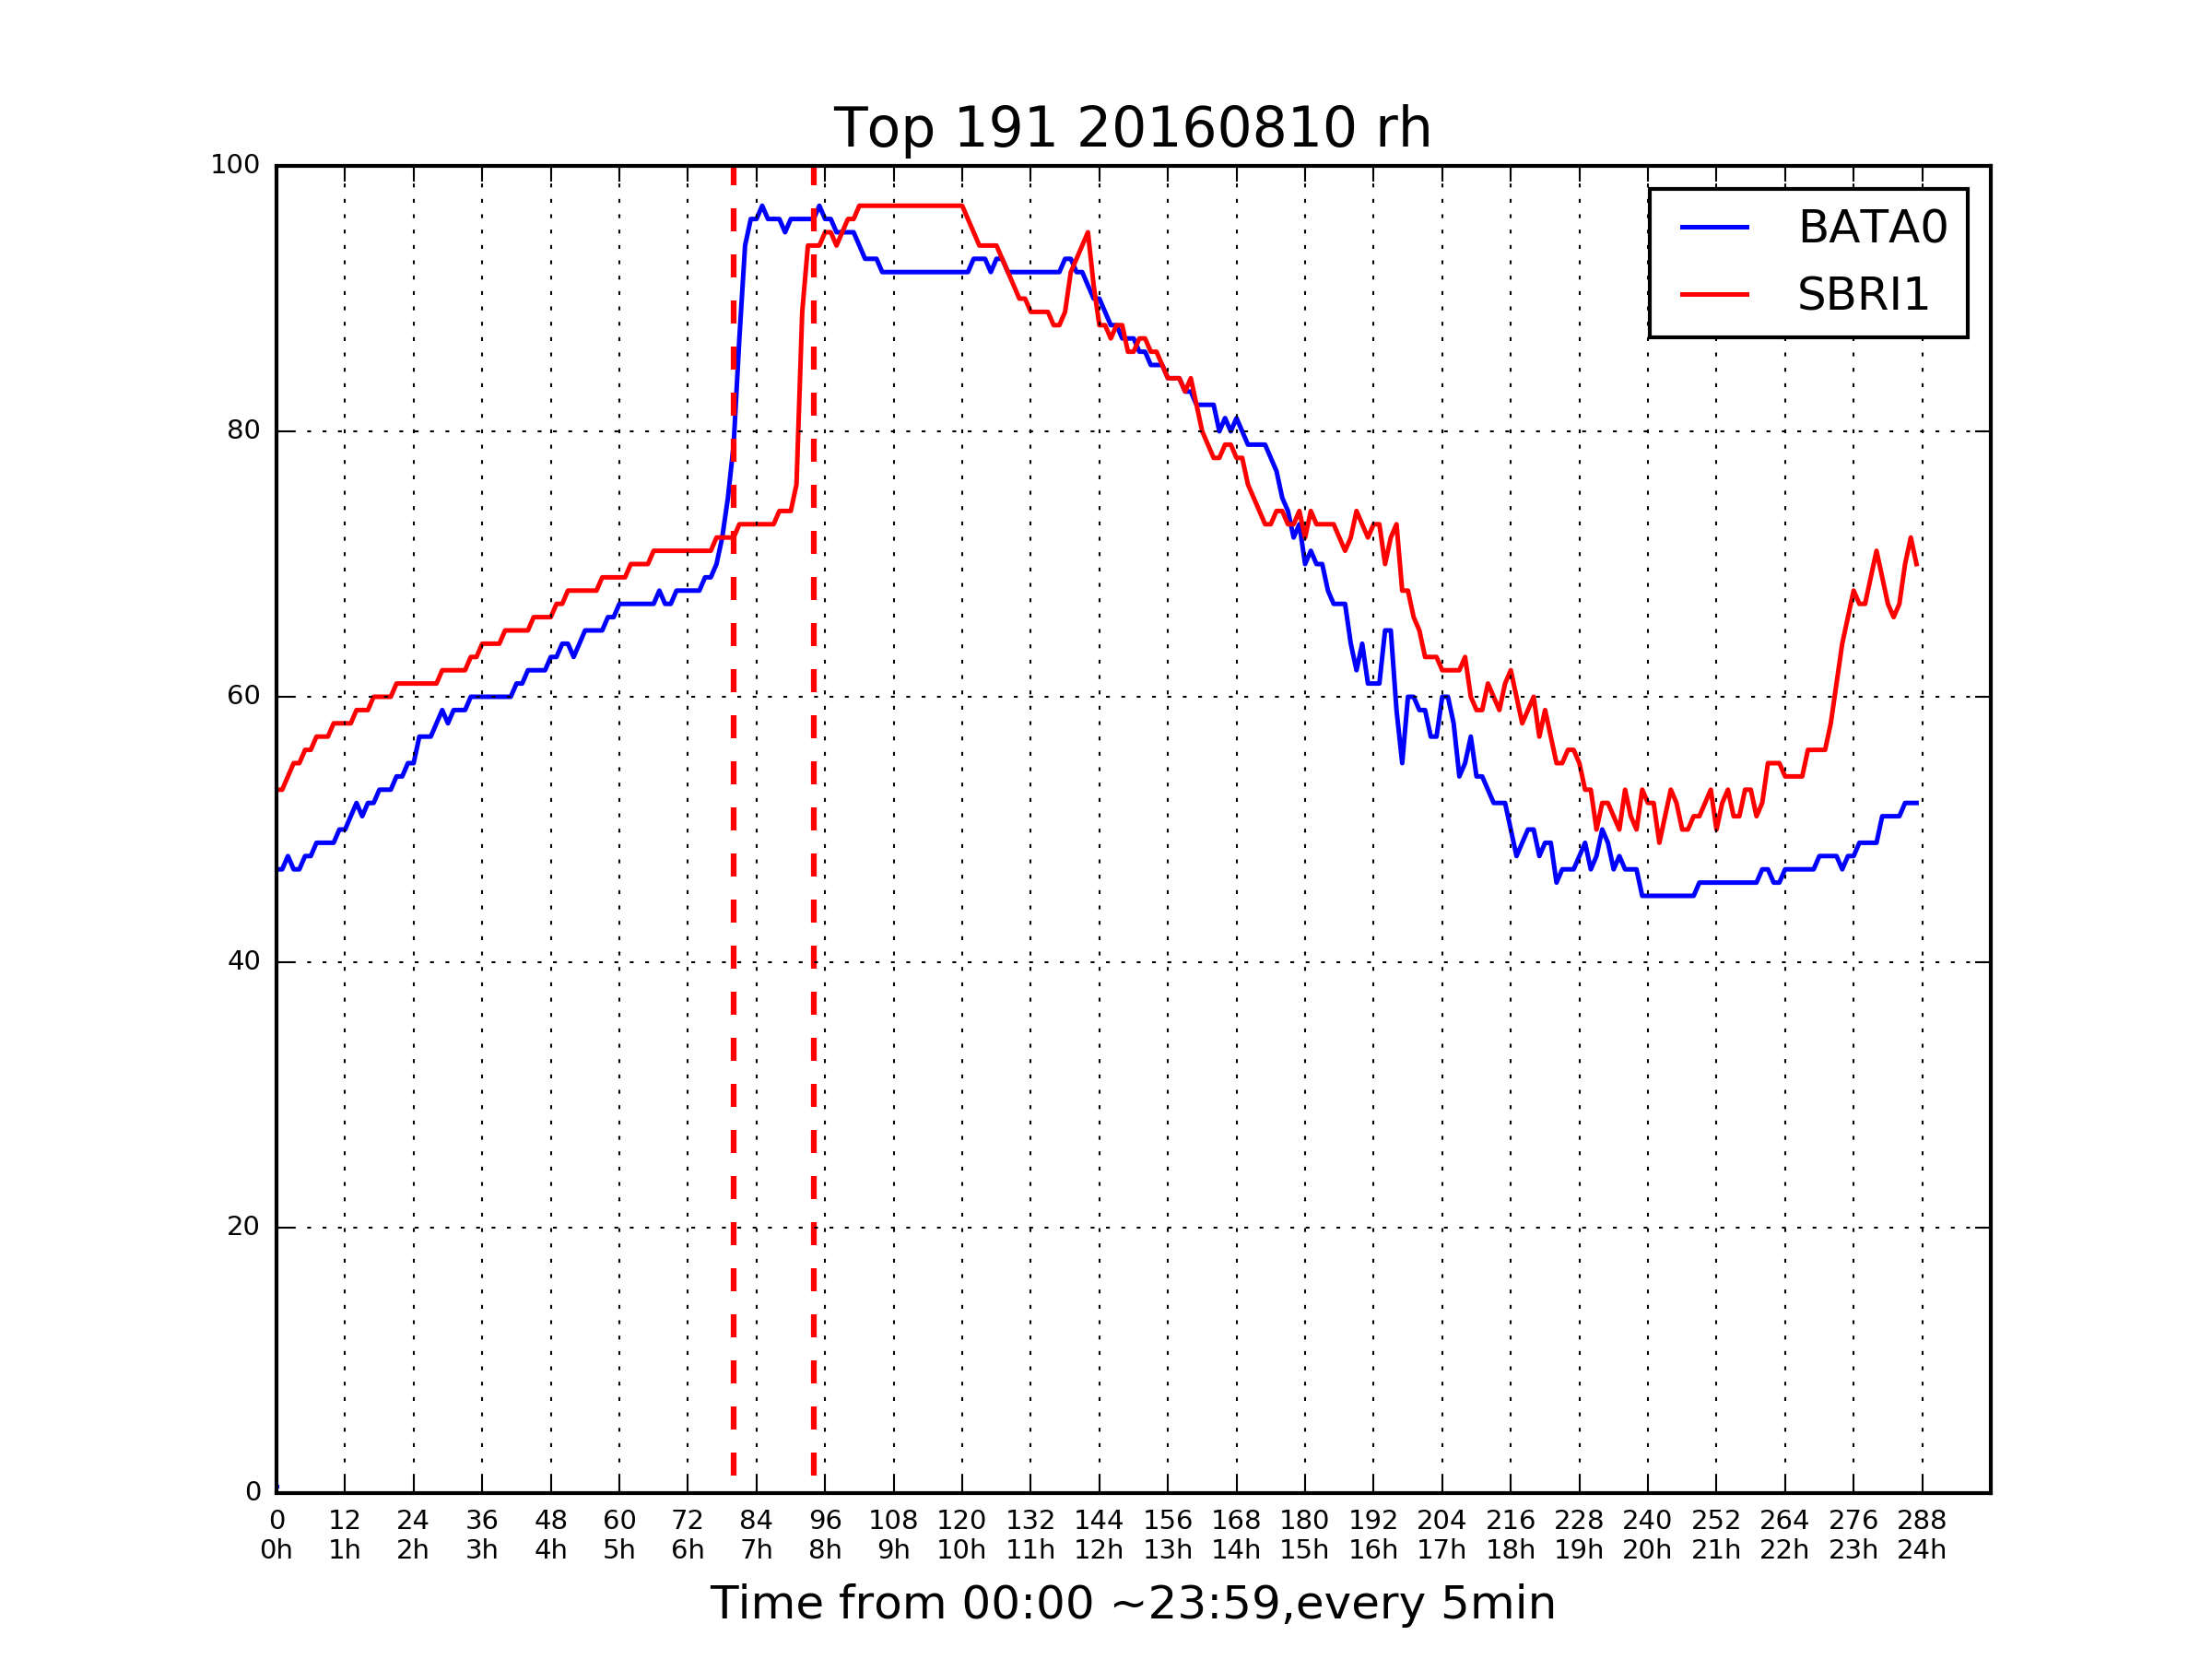 Top 191 20160810 rh
BATA0
SBRI1
100
80
60
40
20
0
0 12 24 36 48 60 72 84 96 108 120 132 144 156 168 180 192 204 216 228 240 252 264 276 288
0h 1h 2h 3h 4h 5h 6h 7h 8h 9h 10h 11h 12h 13h 14h 15h 16h 17h 18h 19h 20h 21h 22h 23h 24h
Time from 00:00 ~23:59,every 5min